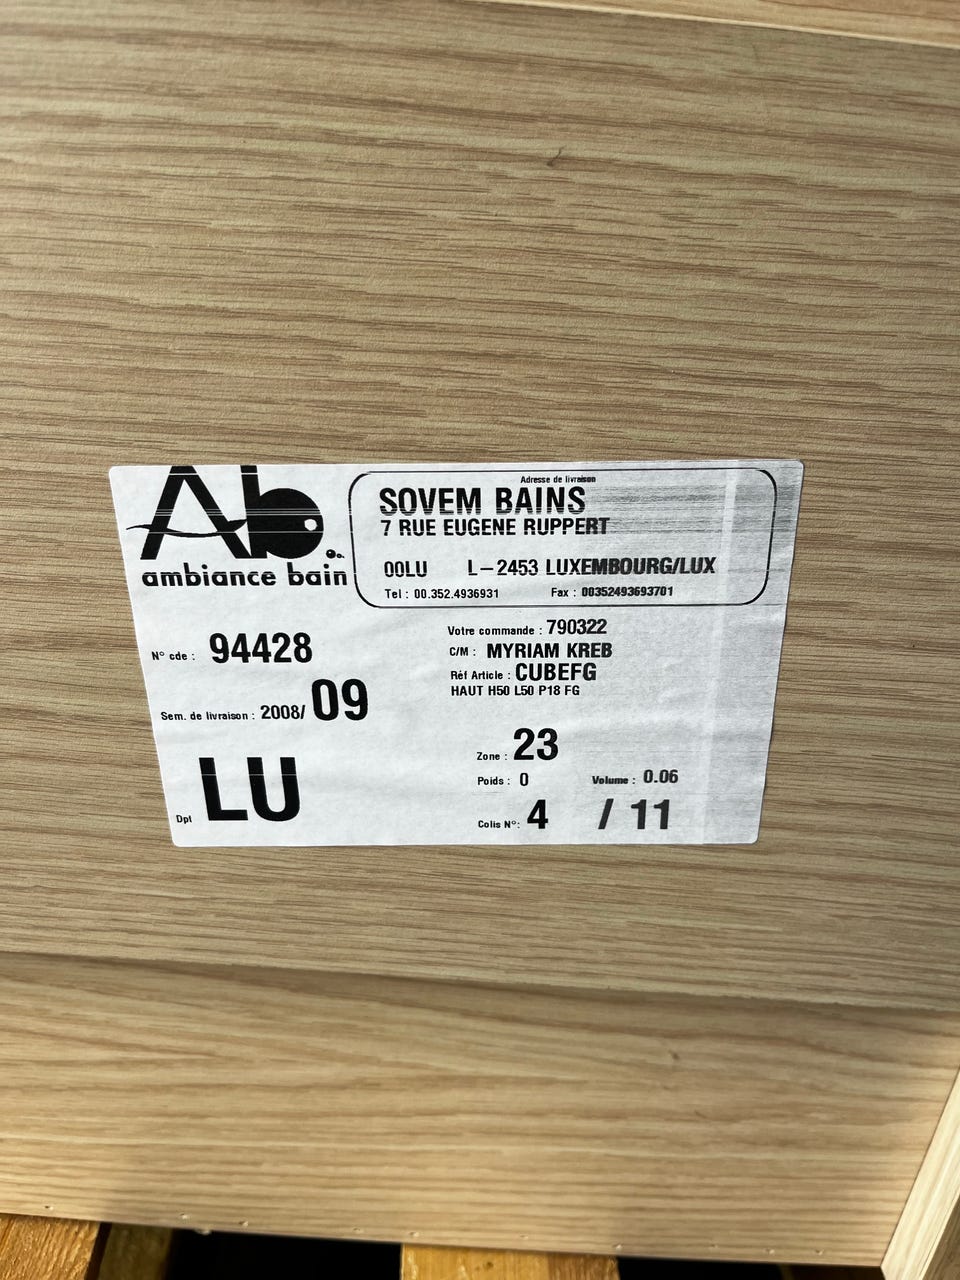 Ab
ambiance bain
Adresse de livraison
SOVEM BAINS
7 RUE EUGENE RUPPERT
00LU L-2453 LUXEMBOURG/LUX
Tel : 00.352.4936931 Fax : 00352493693701
N° cde : 94428
Sem. de livraison : 2008/ 09
Dpt LU
Votre commande : 790322
C/M : MYRIAM KREB
Réf Article : CUBEFG
HAUT H50 L50 P18 FG
Zone : 23
Poids : 0 Volume : 0.06
Colis N°: 4 / 11